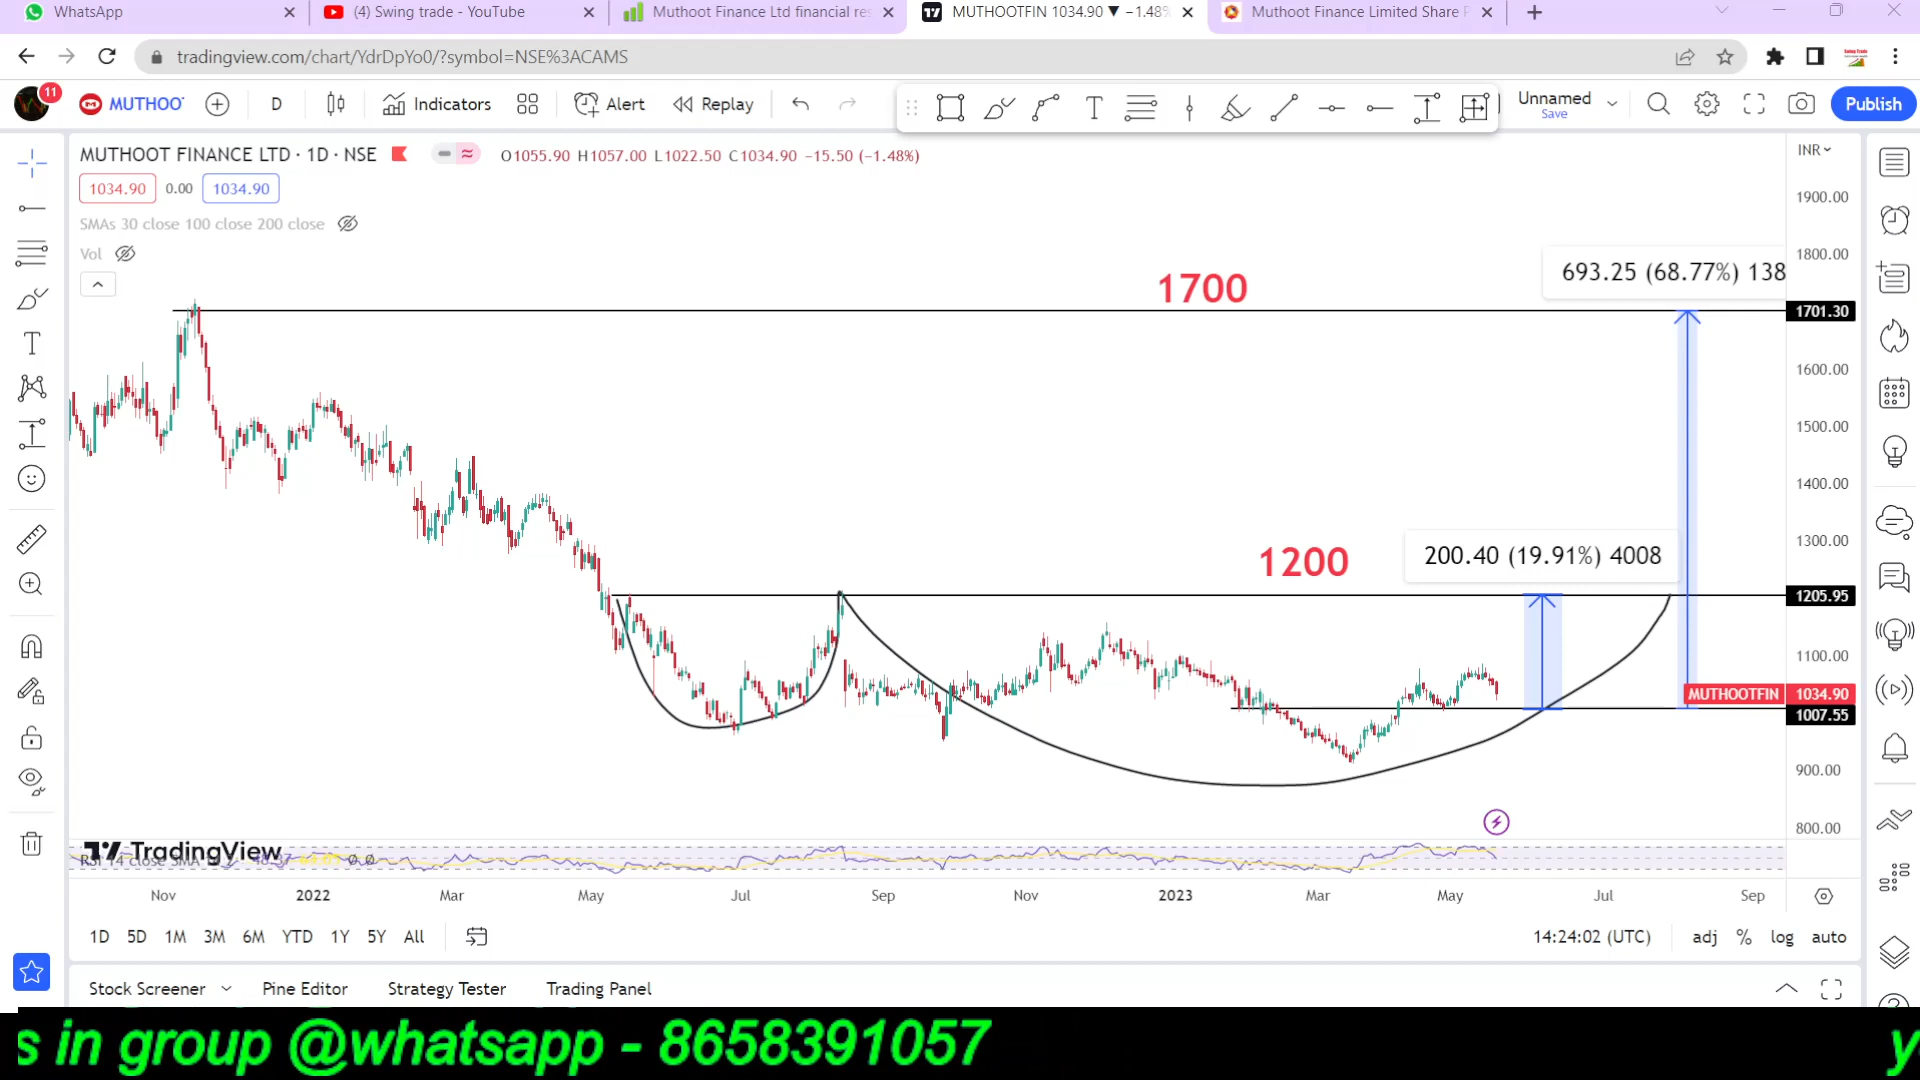 WhatsApp
(4) Swing trade - YouTube
Muthoot Finance Ltd financial res
MUTHOOTFIN 1034.90 ▼ −1.48%
Muthoot Finance Limited Share P
tradingview.com/chart/YdrDpYo0/?symbol=NSE%3ACAMS
11
MUTHOO
D
Indicators
Alert
Replay
Unnamed
Save
Publish
MUTHOOT FINANCE LTD · 1D · NSE
O1055.90 H1057.00 L1022.50 C1034.90 −15.50 (−1.48%)
INR
1034.90 0.00 1034.90
SMAs 30 close 100 close 200 close
Vol
1900.00
1800.00
1700
693.25 (68.77%) 138
1701.30
1600.00
1500.00
1400.00
1300.00
1200
200.40 (19.91%) 4008
1205.95
1100.00
MUTHOOTFIN 1034.90
1007.55
900.00
800.00
TradingView
RSI 14 close SMA
Nov 2022 Mar May Jul Sep Nov 2023 Mar May Jul Sep
1D 5D 1M 3M 6M YTD 1Y 5Y All
14:24:02 (UTC)
adj % log auto
Stock Screener Pine Editor Strategy Tester Trading Panel
s in group @whatsapp - 8658391057
y